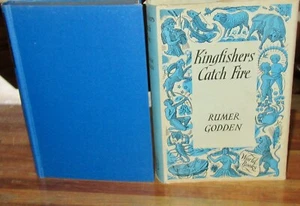 Kingfishers
Catch Fire
RUMER
GODDEN